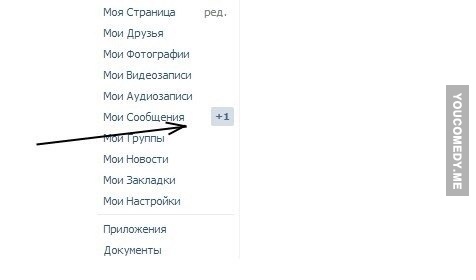 Моя Страница ред.
Мои Друзья
Мои Фотографии
Мои Видеозаписи
Мои Аудиозаписи
Мои Сообщения +1
Мои Группы
Мои Новости
Мои Закладки
Мои Настройки
Приложения
Документы
YOUCOMEDY.ME